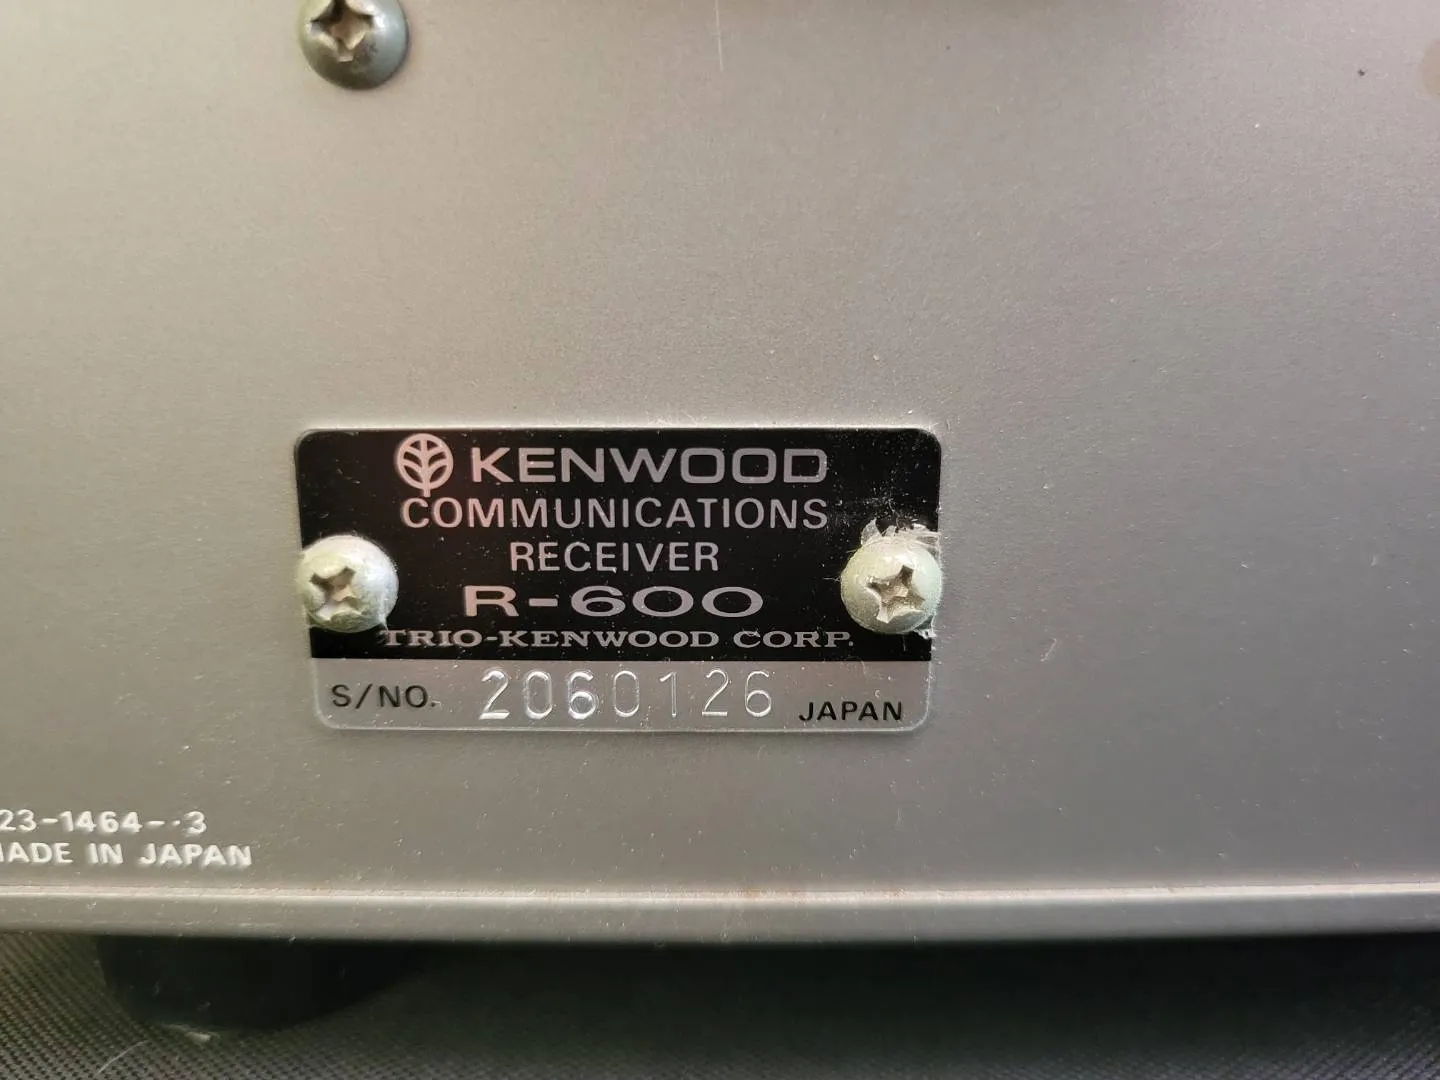 KENWOOD
COMMUNICATIONS
RECEIVER
R-600
TRIO-KENWOOD CORP.
S/NO. 2060126 JAPAN
23-1464--3
MADE IN JAPAN